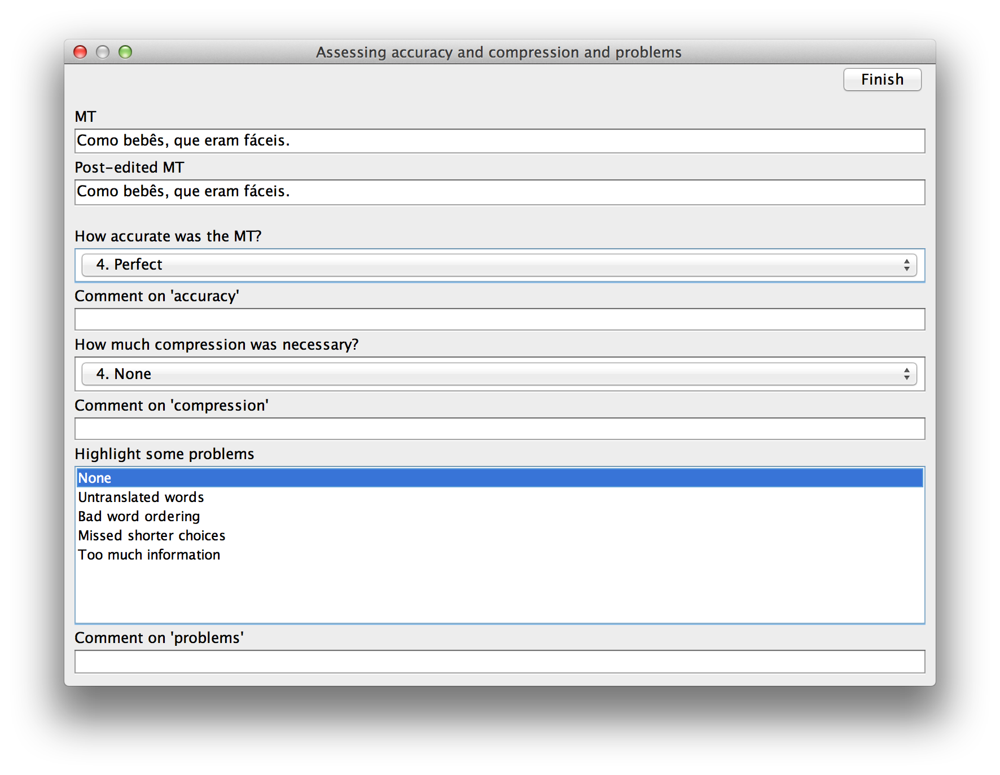 Assessing accuracy and compression and problems
Finish
MT
Como bebês, que eram fáceis.
Post-edited MT
Como bebês, que eram fáceis.
How accurate was the MT?
4. Perfect
Comment on 'accuracy'
How much compression was necessary?
4. None
Comment on 'compression'
Highlight some problems
None
Untranslated words
Bad word ordering
Missed shorter choices
Too much information
Comment on 'problems'